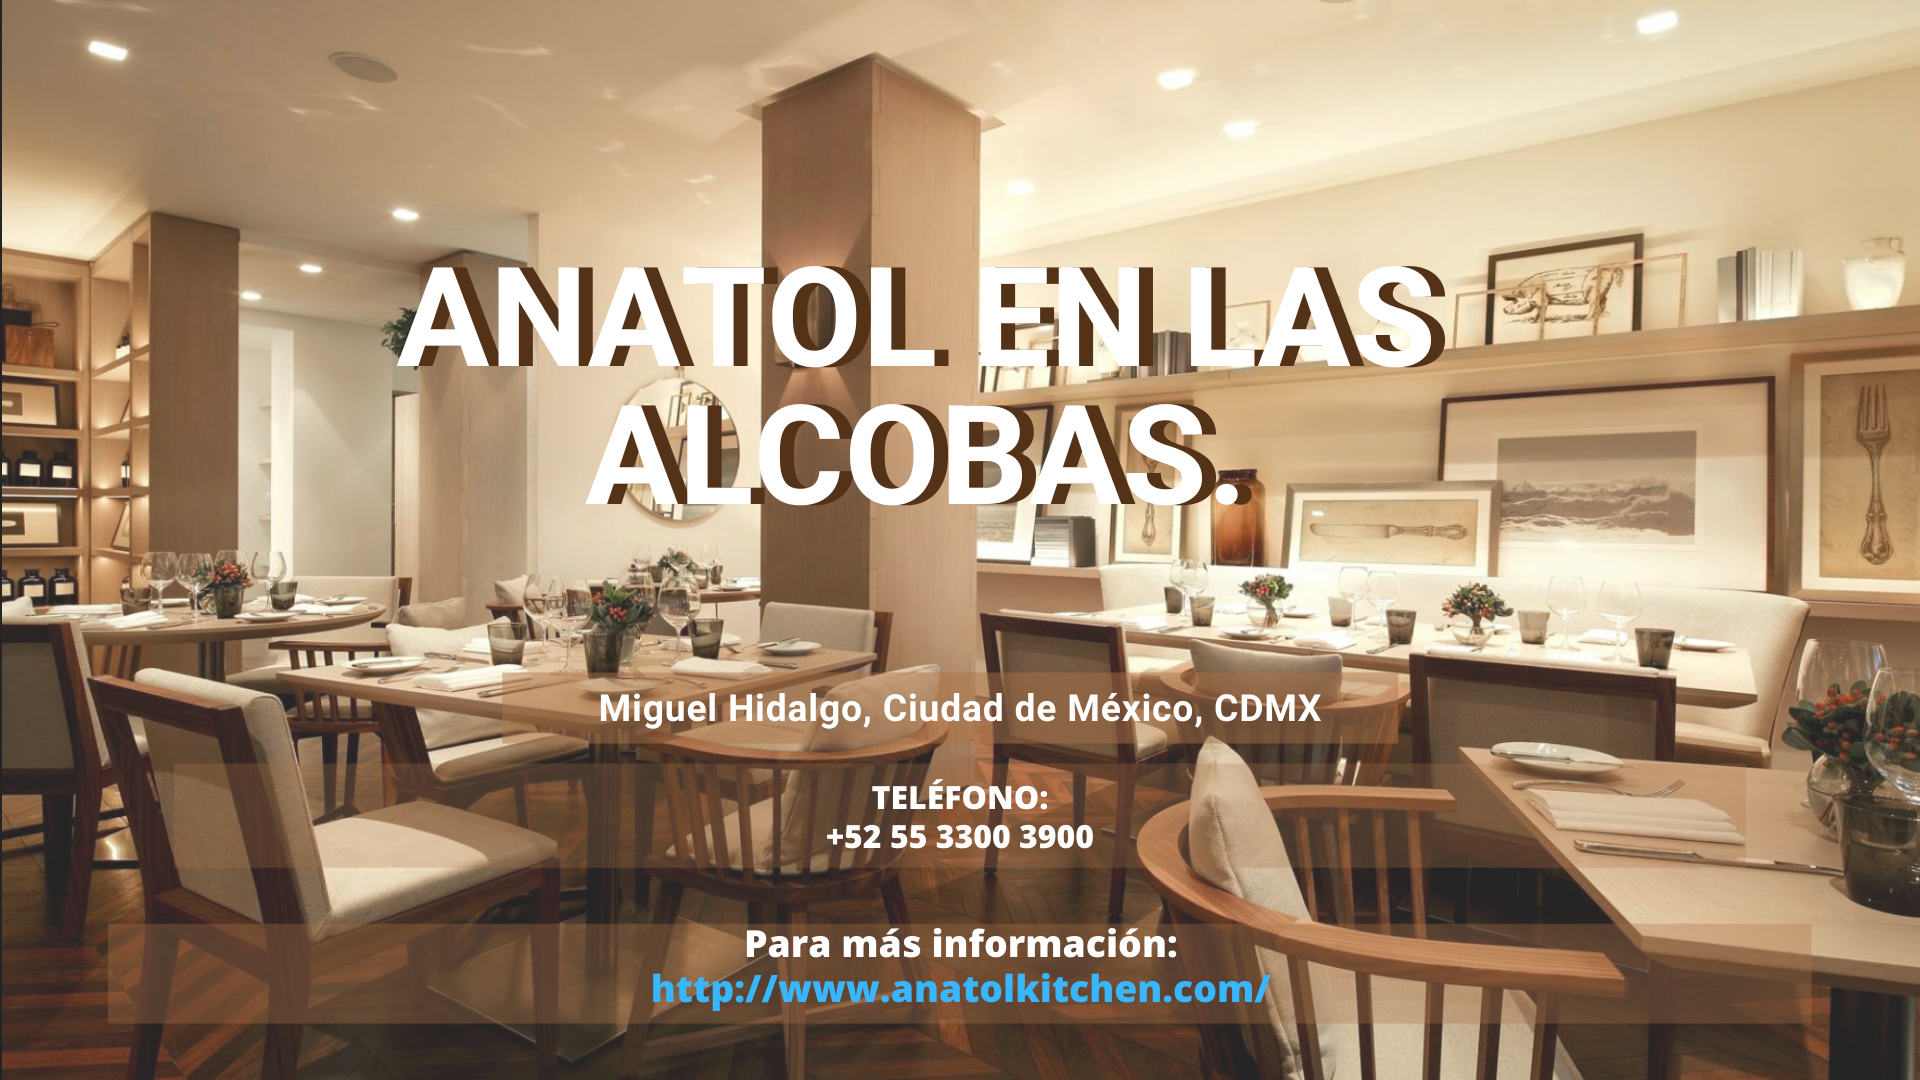 ANATOL EN LAS
ALCOBAS.
Miguel Hidalgo, Ciudad de México, CDMX
TELÉFONO:
+52 55 3300 3900
Para más información:
http://www.anatolkitchen.com/